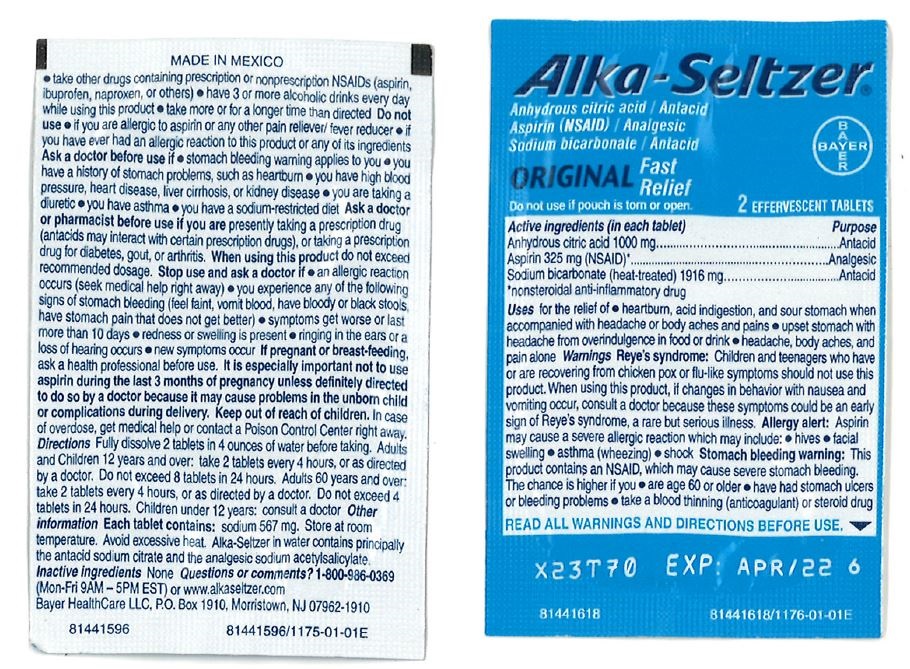 MADE IN MEXICO
• take other drugs containing prescription or nonprescription NSAIDs (aspirin,
ibuprofen, naproxen, or others) • have 3 or more alcoholic drinks every day
while using this product • take more or for a longer time than directed Do not
use • if you are allergic to aspirin or any other pain reliever/ fever reducer • if
you have ever had an allergic reaction to this product or any of its ingredients
Ask a doctor before use if • stomach bleeding warning applies to you • you
have a history of stomach problems, such as heartburn • you have high blood
pressure, heart disease, liver cirrhosis, or kidney disease • you are taking a
diuretic • you have asthma • you have a sodium-restricted diet Ask a doctor
or pharmacist before use if you are presently taking a prescription drug
(antacids may interact with certain prescription drugs), or taking a prescription
drug for diabetes, gout, or arthritis. When using this product do not exceed
recommended dosage. Stop use and ask a doctor if • an allergic reaction
occurs (seek medical help right away) • you experience any of the following
signs of stomach bleeding (feel faint, vomit blood, have bloody or black stools,
have stomach pain that does not get better) • symptoms get worse or last
more than 10 days • redness or swelling is present • ringing in the ears or a
loss of hearing occurs • new symptoms occur If pregnant or breast-feeding,
ask a health professional before use. It is especially important not to use
aspirin during the last 3 months of pregnancy unless definitely directed
to do so by a doctor because it may cause problems in the unborn child
or complications during delivery. Keep out of reach of children. In case
of overdose, get medical help or contact a Poison Control Center right away.
Directions Fully dissolve 2 tablets in 4 ounces of water before taking. Adults
and Children 12 years and over: take 2 tablets every 4 hours, or as directed
by a doctor. Do not exceed 8 tablets in 24 hours. Adults 60 years and over:
take 2 tablets every 4 hours, or as directed by a doctor. Do not exceed 4
tablets in 24 hours. Children under 12 years: consult a doctor Other
information Each tablet contains: sodium 567 mg. Store at room
temperature. Avoid excessive heat. Alka-Seltzer in water contains principally
the antacid sodium citrate and the analgesic sodium acetylsalicylate.
Inactive ingredients None Questions or comments? 1-800-986-0369
(Mon-Fri 9AM – 5PM EST) or www.alkaseltzer.com
Bayer HealthCare LLC, P.O. Box 1910, Morristown, NJ 07962-1910
81441596 81441596/1175-01-01E
Alka-Seltzer®
Anhydrous citric acid / Antacid
Aspirin (NSAID) / Analgesic
Sodium bicarbonate / Antacid
BAYER
BAYER
ORIGINAL Fast
Relief
Do not use if pouch is torn or open. 2 EFFERVESCENT TABLETS
Active ingredients (in each tablet) Purpose
Anhydrous citric acid 1000 mg..........Antacid
Aspirin 325 mg (NSAID)*..........Analgesic
Sodium bicarbonate (heat-treated) 1916 mg..........Antacid
*nonsteroidal anti-inflammatory drug
Uses for the relief of • heartburn, acid indigestion, and sour stomach when
accompanied with headache or body aches and pains • upset stomach with
headache from overindulgence in food or drink • headache, body aches, and
pain alone Warnings Reye's syndrome: Children and teenagers who have
or are recovering from chicken pox or flu-like symptoms should not use this
product. When using this product, if changes in behavior with nausea and
vomiting occur, consult a doctor because these symptoms could be an early
sign of Reye's syndrome, a rare but serious illness. Allergy alert: Aspirin
may cause a severe allergic reaction which may include: • hives • facial
swelling • asthma (wheezing) • shock Stomach bleeding warning: This
product contains an NSAID, which may cause severe stomach bleeding.
The chance is higher if you • are age 60 or older • have had stomach ulcers
or bleeding problems • take a blood thinning (anticoagulant) or steroid drug
READ ALL WARNINGS AND DIRECTIONS BEFORE USE.
X23T70 EXP: APR/22 6
81441618 81441618/1176-01-01E